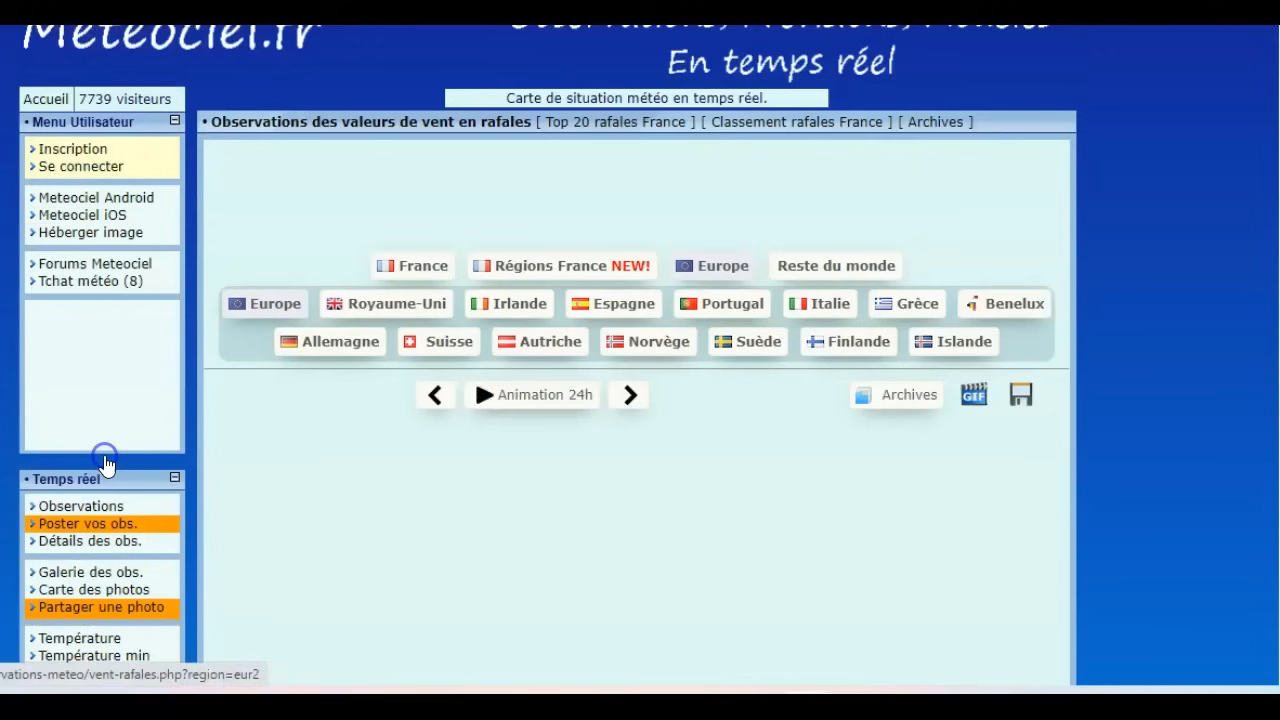 Meteociel.fr
En temps réel
Accueil 7739 visiteurs
Carte de situation météo en temps réel.
• Menu Utilisateur
• Observations des valeurs de vent en rafales [ Top 20 rafales France ] [ Classement rafales France ] [ Archives ]
Inscription
Se connecter
Meteociel Android
Meteociel iOS
Héberger image
Forums Meteociel
Tchat météo (8)
France Régions France NEW! Europe Reste du monde
Europe Royaume-Uni Irlande Espagne Portugal Italie Grèce Benelux
Allemagne Suisse Autriche Norvège Suède Finlande Islande
Animation 24h Archives GIF
• Temps réel
Observations
Poster vos obs.
Détails des obs.
Galerie des obs.
Carte des photos
Partager une photo
Température
Température min
rvations-meteo/vent-rafales.php?region=eur2